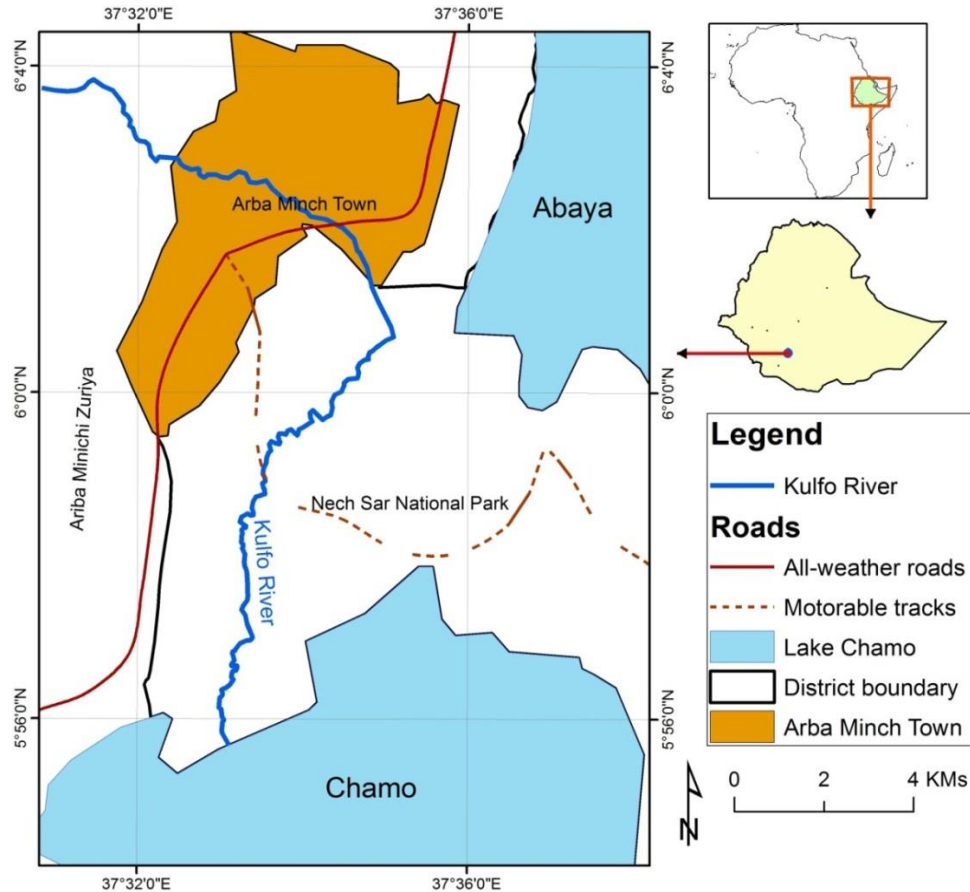 37°32'0"E
37°36'0"E
6°4'0"N
6°4'0"N
Arba Minch Town
Abaya
6°0'0"N
6°0'0"N
Ariba Minichi Zuriya
Nech Sar National Park
Kulfo River
5°56'0"N
5°56'0"N
Chamo
37°32'0"E
37°36'0"E
Legend
Kulfo River
Roads
All-weather roads
Motorable tracks
Lake Chamo
District boundary
Arba Minch Town
N
0 2 4 KMs